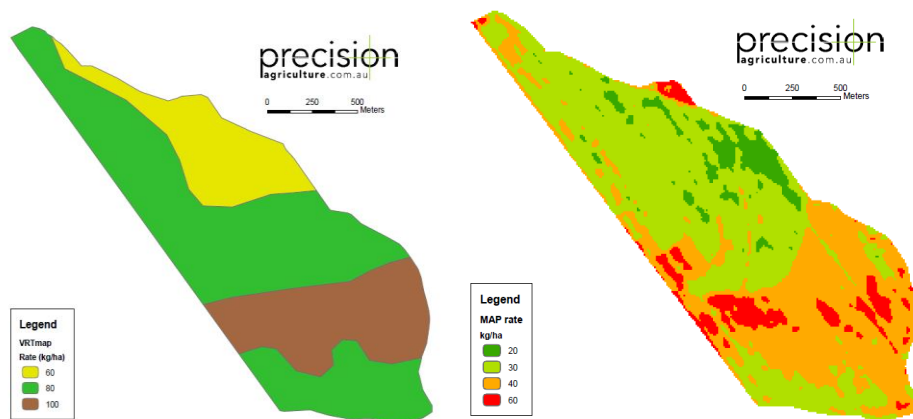 precision
agriculture.com.au
0 250 500
Meters
Legend
VRTmap
Rate (kg/ha)
60
80
100
precision
agriculture.com.au
0 250 500
Meters
Legend
MAP rate
kg/ha
20
30
40
60